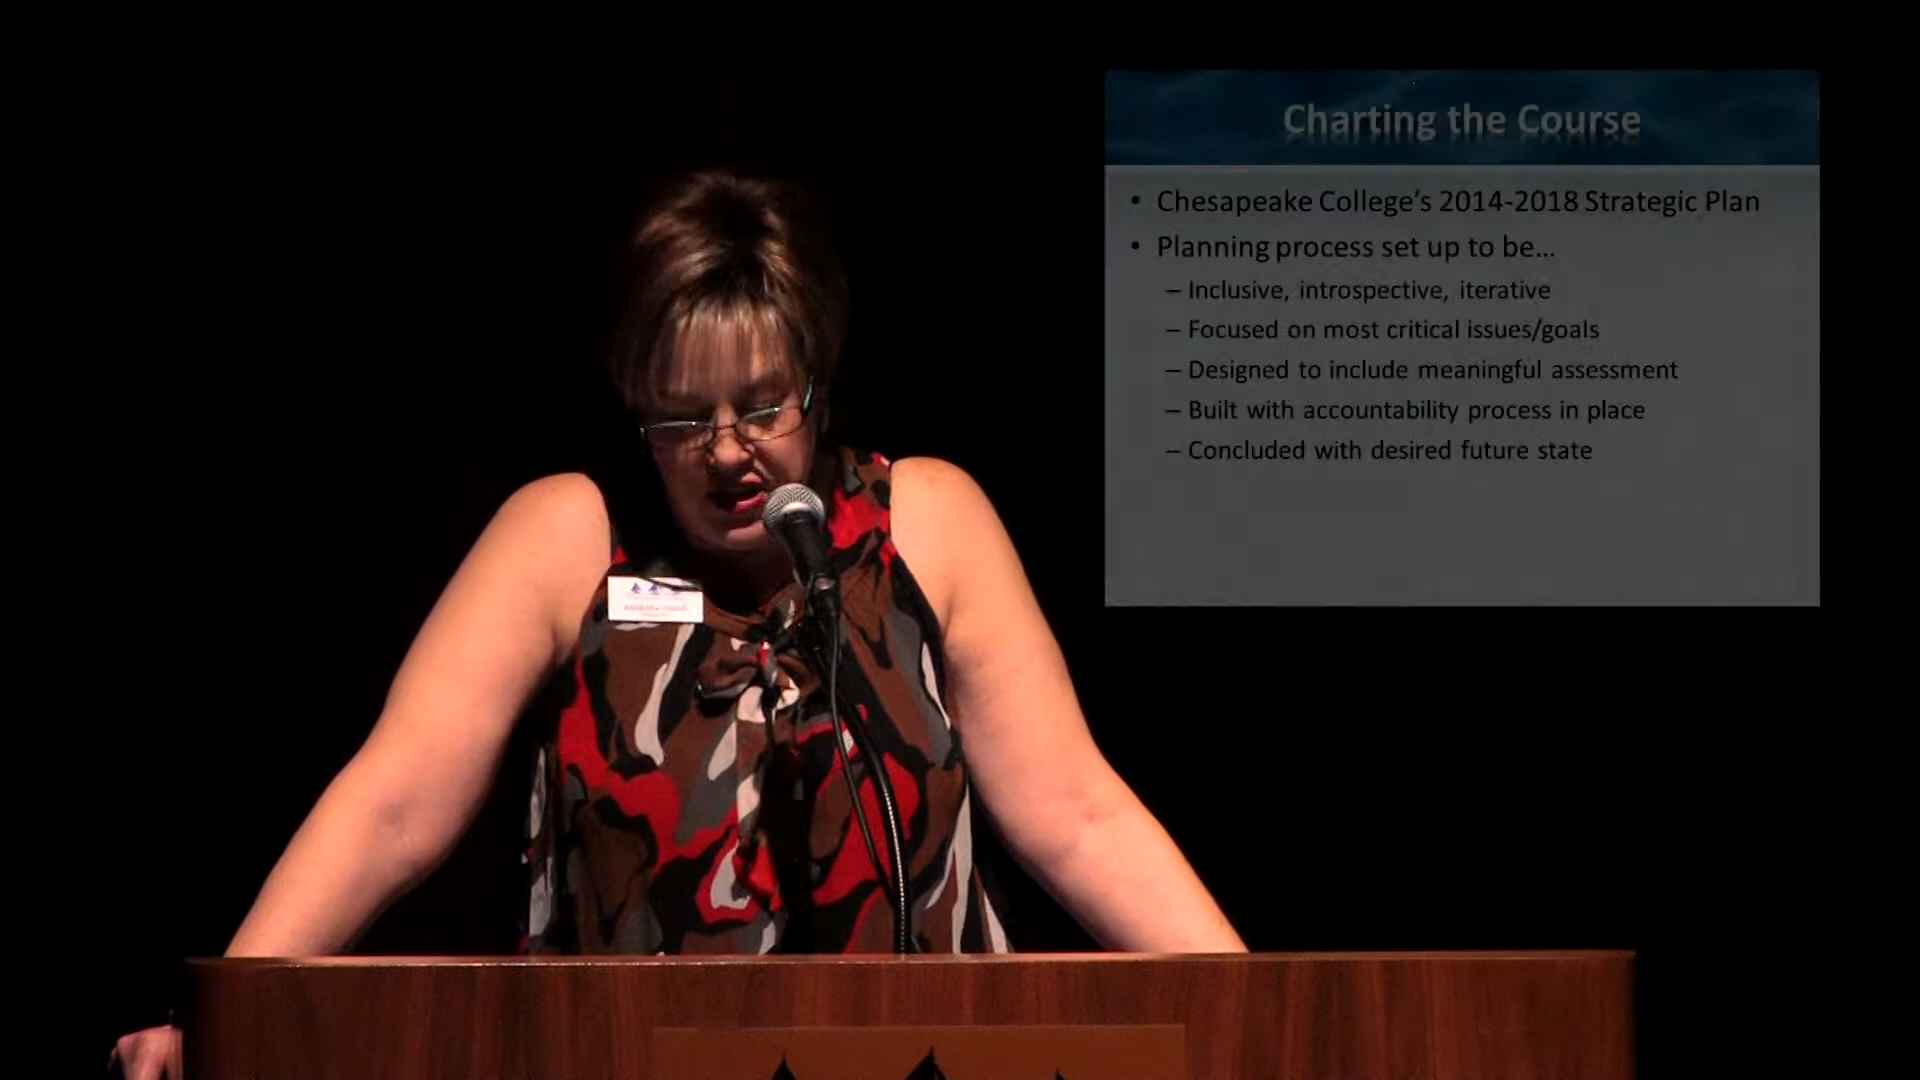 Charting the Course
• Chesapeake College's 2014-2018 Strategic Plan
• Planning process set up to be…
– Inclusive, introspective, iterative
– Focused on most critical issues/goals
– Designed to include meaningful assessment
– Built with accountability process in place
– Concluded with desired future state